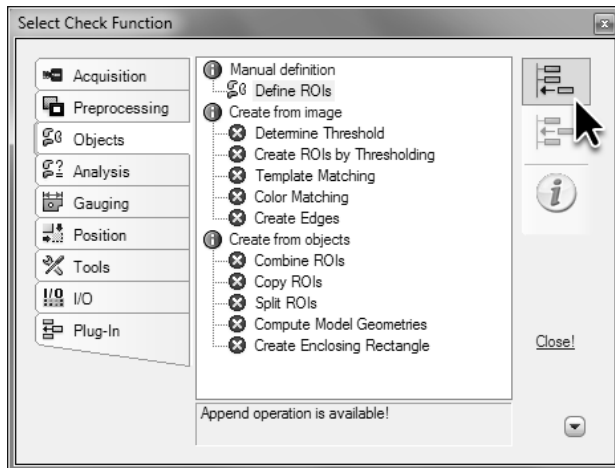 Select Check Function
Acquisition
Preprocessing
Objects
Analysis
Gauging
Position
Tools
I/O
Plug-In
Manual definition
Define ROIs
Create from image
Determine Threshold
Create ROIs by Thresholding
Template Matching
Color Matching
Create Edges
Create from objects
Combine ROIs
Copy ROIs
Split ROIs
Compute Model Geometries
Create Enclosing Rectangle
Append operation is available!
Close!